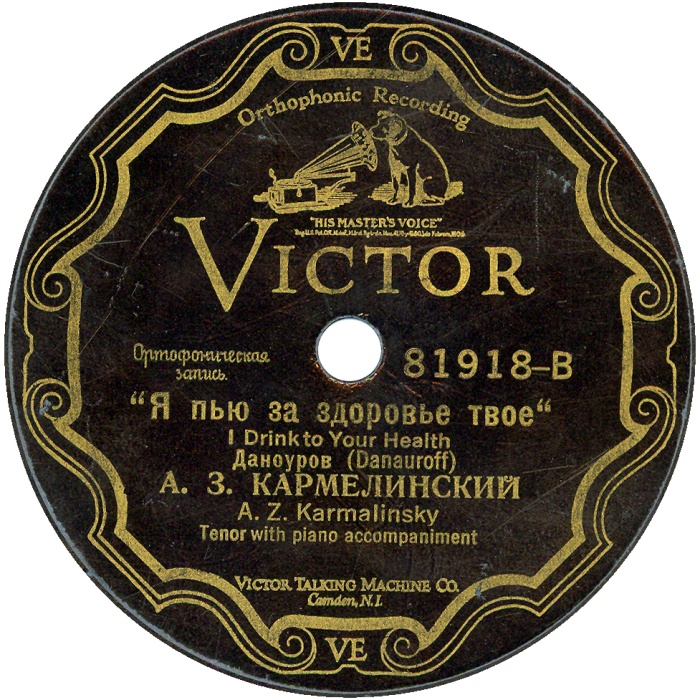 VE
Orthophonic Recording
"HIS MASTER'S VOICE"
VICTOR
Ортофоническая
запись.
81918-B
"Я пью за здоровье твое"
I Drink to Your Health
Даноуров (Danauroff)
А. З. КАРМЕЛИНСКИЙ
A. Z. Karmalinsky
Tenor with piano accompaniment
VICTOR TALKING MACHINE CO.
Camden, N.J.
VE